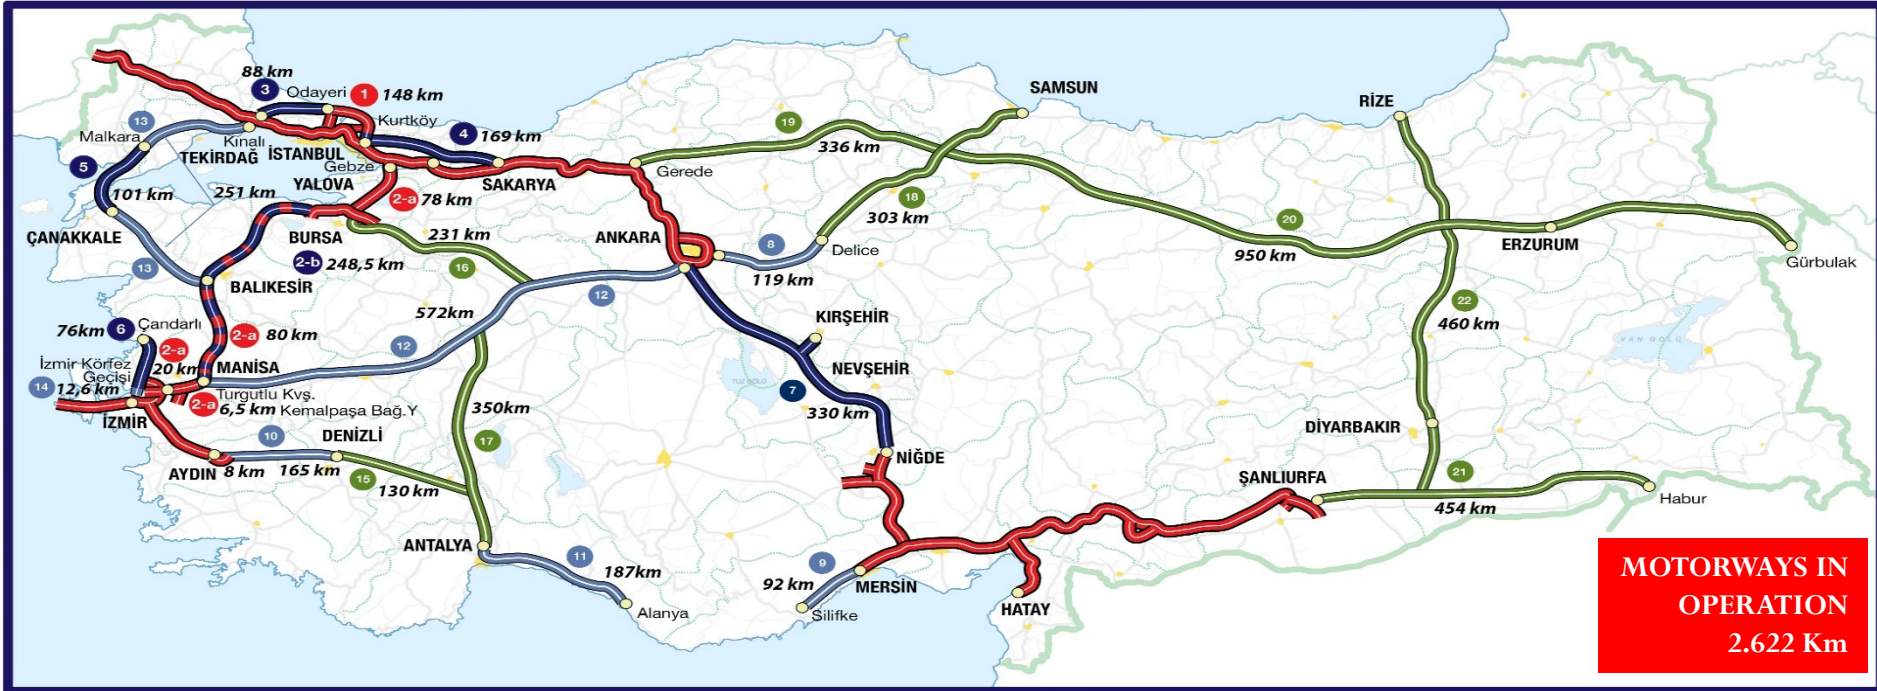 88 km
3
Odayeri
1
148 km
SAMSUN
RİZE
13
Malkara
Kınalı
Kurtköy
4
169 km
19
336 km
TEKİRDAĞ
İSTANBUL
Gebze
5
YALOVA
SAKARYA
Gerede
101 km
251 km
2-a
78 km
18
303 km
20
950 km
ÇANAKKALE
BURSA
231 km
ANKARA
8
Delice
119 km
ERZURUM
Gürbulak
2-b
248,5 km
16
13
BALIKESİR
12
572km
22
460 km
76km
6
Çandarlı
2-a
80 km
KIRŞEHİR
VAN GÖLÜ
İzmir Körfez
Geçişi
2-a
20 km
MANİSA
12
TUZ GÖLÜ
NEVŞEHİR
14
12,6 km
Turgutlu Kvş.
2-a
6,5 km
Kemalpaşa Bağ.Y
7
330 km
350km
İZMİR
10
DENİZLİ
17
DİYARBAKIR
AYDIN
8 km
165 km
15
130 km
NİĞDE
ŞANLIURFA
21
454 km
Habur
ANTALYA
11
187km
Alanya
9
92 km
MERSİN
Silifke
HATAY
MOTORWAYS IN
OPERATION
2.622 Km